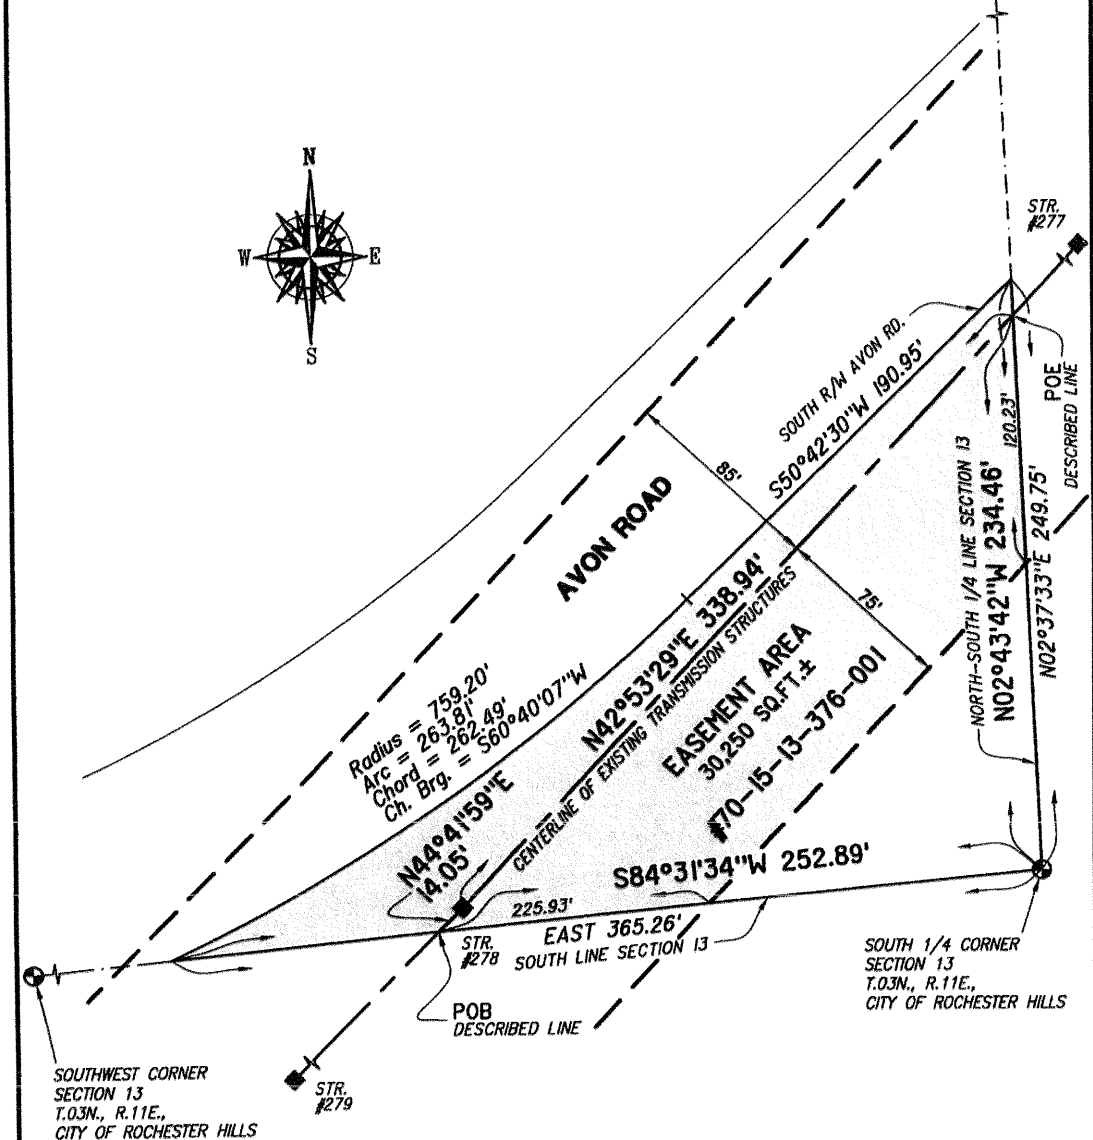 N
W
E
S
STR.
#277
SOUTH R/W AVON RD.
S50°42'30"W 190.95'
POE
DESCRIBED LINE
120.23'
85'
AVON ROAD
75'
NORTH-SOUTH 1/4 LINE SECTION 13
N02°43'42"W 234.46'
N02°37'33"E 249.75'
N42°53'29"E 338.94'
CENTERLINE OF EXISTING TRANSMISSION STRUCTURES
EASEMENT AREA
30,250 SQ.FT.±
#70-15-13-376-001
Radius = 759.20'
Arc = 263.81'
Chord = 262.49'
Ch. Brg. = S60°40'07"W
N44°41'59"E
14.05'
S84°31'34"W 252.89'
225.93'
EAST 365.26'
SOUTH LINE SECTION 13
STR.
#278
POB
DESCRIBED LINE
SOUTH 1/4 CORNER
SECTION 13
T.03N., R.11E.,
CITY OF ROCHESTER HILLS
SOUTHWEST CORNER
SECTION 13
T.03N., R.11E.,
CITY OF ROCHESTER HILLS
STR.
#279